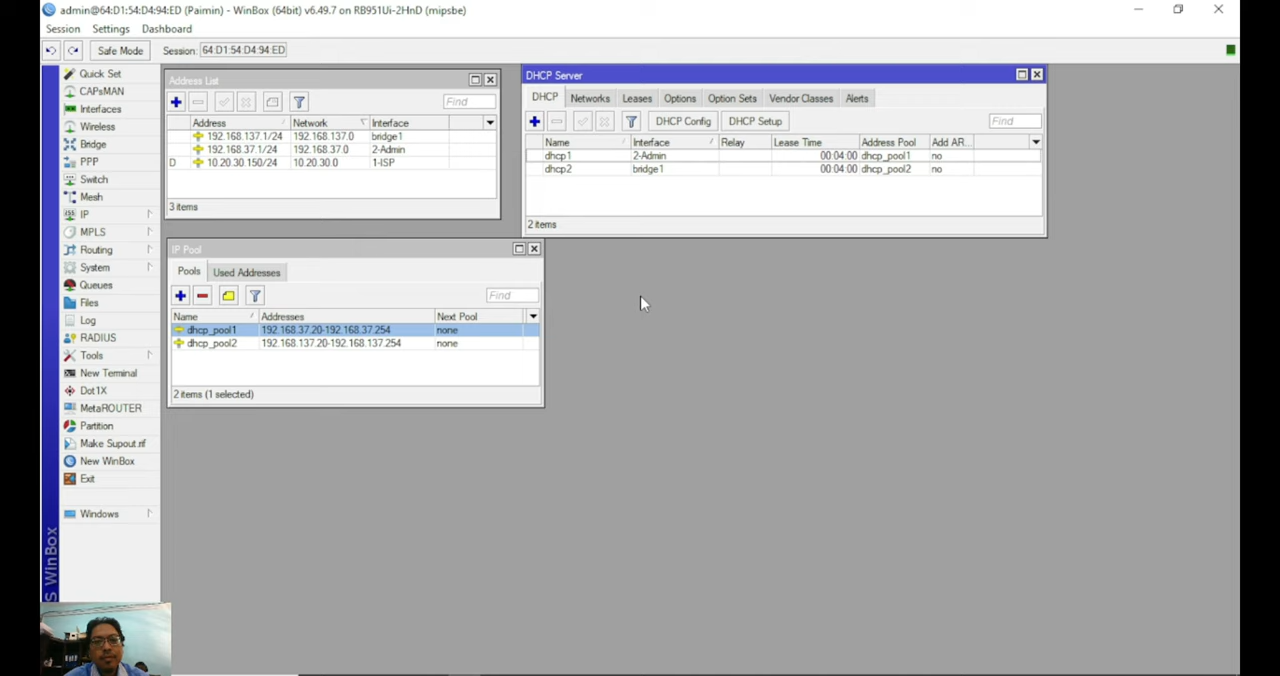 admin@64:D1:54:D4:94:ED (Paimin) - WinBox (64bit) v6.49.7 on RB951Ui-2HnD (mipsbe)
Session Settings Dashboard
Safe Mode Session: 64:D1:54:D4:94:ED
Quick Set
CAPsMAN
Interfaces
Wireless
Bridge
PPP
Switch
Mesh
IP
MPLS
Routing
System
Queues
Files
Log
RADIUS
Tools
New Terminal
Dot1X
MetaROUTER
Partition
Make Supout.rif
New WinBox
Exit
Windows
S WinBox
Address List
Find
Address Network Interface
192.168.137.1/24 192.168.137.0 bridge1
192.168.37.1/24 192.168.37.0 2-Admin
D 10.20.30.150/24 10.20.30.0 1-ISP
3 items
DHCP Server
DHCP Networks Leases Options Option Sets Vendor Classes Alerts
DHCP Config DHCP Setup Find
Name Interface Relay Lease Time Address Pool Add AR...
dhcp1 2-Admin 00:04:00 dhcp_pool1 no
dhcp2 bridge1 00:04:00 dhcp_pool2 no
2 items
IP Pool
Pools Used Addresses
Find
Name Addresses Next Pool
dhcp_pool1 192.168.37.20-192.168.37.254 none
dhcp_pool2 192.168.137.20-192.168.137.254 none
2 items (1 selected)